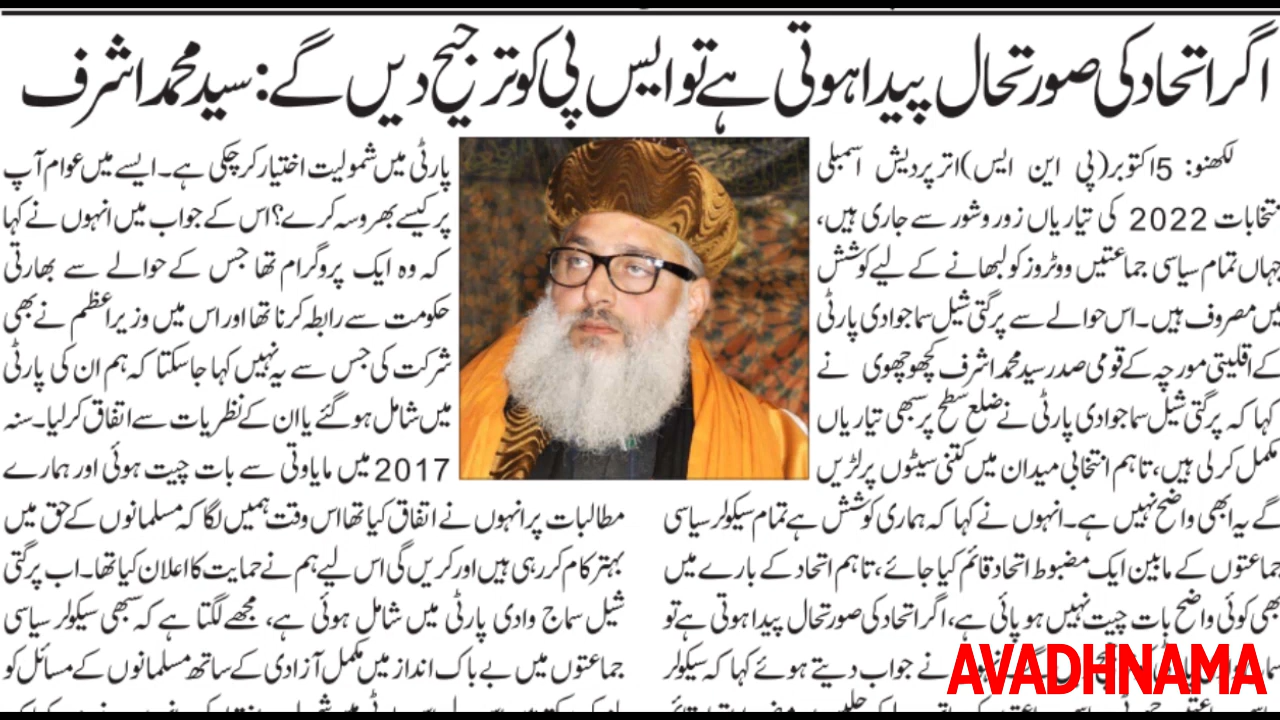 اگر اتحاد کی صورتحال پیدا ہوتی ہے تو ایس پی کو ترجیح دیں گے: سید محمد اشرف
لکھنو: 5 اکتوبر (پی این ایس) اتر پردیش اسمبلی
نتخابات 2022 کی تیاریاں زور و شور سے جاری ہیں،
جہاں تمام سیاسی جماعتیں ووٹروز کو لبھانے کے لیے کوشش
میں مصروف ہیں۔ اس حوالے سے پرگتی شیل سماجوادی پارٹی
کے اقلیتی مورچہ کے قومی صدر سید محمد اشرف کچھوچھوی نے
کہا کہ پرگتی شیل سماجوادی پارٹی نے ضلع سطح پر سبھی تیاریاں
مکمل کرلی ہیں، تاہم انتخابی میدان میں کتنی سیٹوں پر لڑیں
گے یہ ابھی واضح نہیں ہے۔ انہوں نے کہا کہ ہماری کوشش ہے تمام سیکولر سیاسی
جماعتوں کے مابین ایک مضبوط اتحاد قائم کیا جائے، تاہم اتحاد کے بارے میں
بھی کوئی واضح بات چیت نہیں ہو پائی ہے، اگر اتحاد کی صورتحال پیدا ہوتی ہے تو
نے جواب دیتے ہوئے کہا کہ سیکولر
پارٹی میں شمولیت اختیار کرچکی ہے۔ ایسے میں عوام آپ
پر کیسے بھروسہ کرے؟ اس کے جواب میں انہوں نے کہا
کہ وہ ایک پروگرام تھا جس کے حوالے سے بھارتی
حکومت سے رابطہ کرنا تھا اور اس میں وزیر اعظم نے بھی
شرکت کی جس سے یہ نہیں کہا جاسکتا کہ ہم ان کی پارٹی
میں شامل ہوگئے یا ان کے نظریات سے اتفاق کرلیا۔ سنہ
2017 میں مایاوتی سے بات چیت ہوئی اور ہمارے
مطالبات پر انہوں نے اتفاق کیا تھا اس وقت ہمیں لگا کہ مسلمانوں کے حق میں
بہتر کام کر رہی ہیں اور کریں گی اس لیے ہم نے حمایت کا اعلان کیا تھا۔ اب پرگتی
شیل سماج وادی پارٹی میں شامل ہوئی ہے، مجھے لگتا ہے کہ سبھی سیکولر سیاسی
جماعتوں میں بے باک انداز میں مکمل آزادی کے ساتھ مسلمانوں کے مسائل کو
AVADHNAMA